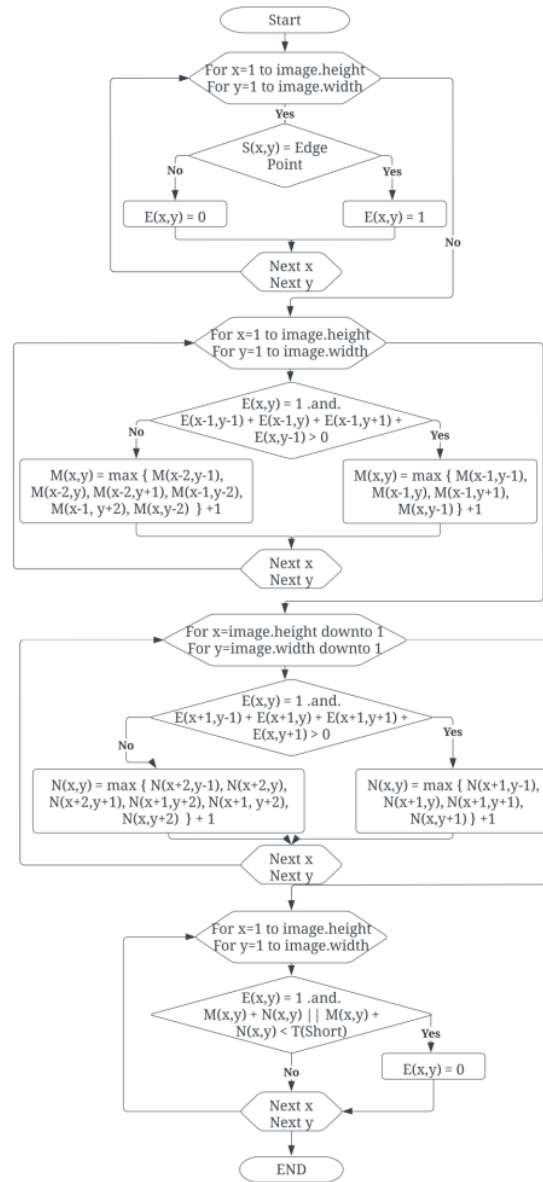 Start
For x=1 to image.height
For y=1 to image.width
Yes
S(x,y) = Edge
Point
No
Yes
E(x,y) = 0
E(x,y) = 1
No
Next x
Next y
For x=1 to image.height
For y=1 to image.width
E(x,y) = 1 .and.
E(x-1,y-1) + E(x-1,y) + E(x-1,y+1) +
E(x,y-1) > 0
No
Yes
M(x,y) = max { M(x-2,y-1),
M(x-2,y), M(x-2,y+1), M(x-1,y-2),
M(x-1, y+2), M(x,y-2) } +1
M(x,y) = max { M(x-1,y-1),
M(x-1,y), M(x-1,y+1),
M(x,y-1) } +1
Next x
Next y
For x=image.height downto 1
For y=image.width downto 1
E(x,y) = 1 .and.
E(x+1,y-1) + E(x+1,y) + E(x+1,y+1) +
E(x,y+1) > 0
No
Yes
N(x,y) = max { N(x+2,y-1), N(x+2,y),
N(x+2,y+1), N(x+1,y+2), N(x+1, y+2),
N(x,y+2) } + 1
N(x,y) = max { N(x+1,y-1),
N(x+1,y), N(x+1,y+1),
N(x,y+1) } +1
Next x
Next y
For x=1 to image.height
For y=1 to image.width
E(x,y) = 1 .and.
M(x,y) + N(x,y) || M(x,y) +
N(x,y) < T(Short)
Yes
No
E(x,y) = 0
Next x
Next y
END